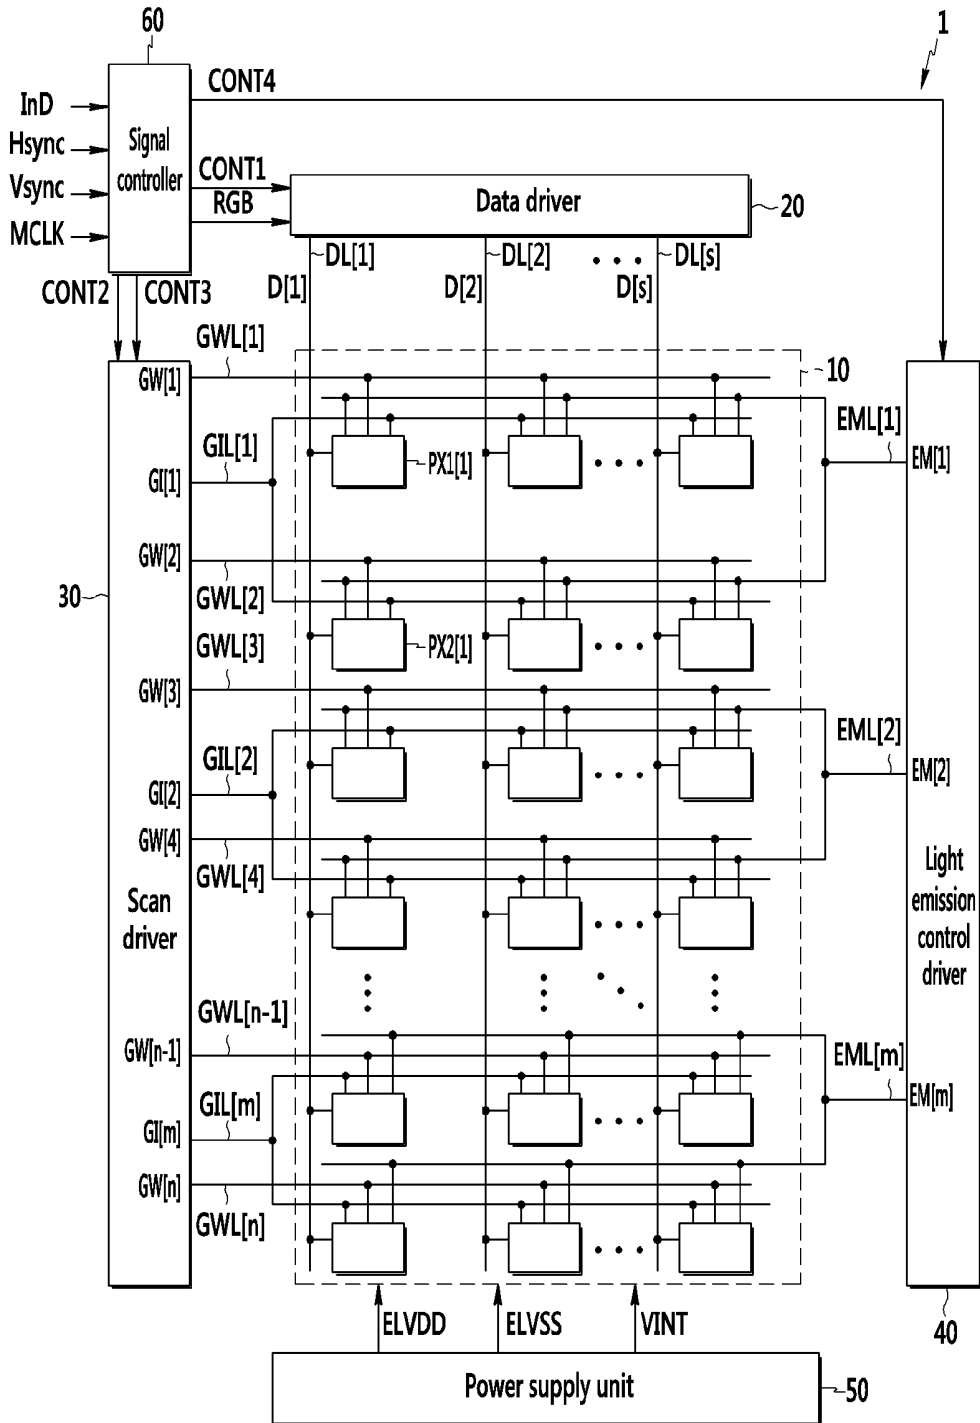 60
1
CONT4
InD
Hsync
Vsync
MCLK
Signal
controller
CONT1
RGB
Data driver
20
DL[1]
DL[2]
DL[s]
D[1]
D[2]
D[s]
CONT2
CONT3
GWL[1]
10
GW[1]
GIL[1]
EML[1]
PX1[1]
GI[1]
EM[1]
GW[2]
30
GWL[2]
GWL[3]
PX2[1]
GW[3]
GIL[2]
EML[2]
GI[2]
EM[2]
GW[4]
GWL[4]
Scan
driver
Light
emission
control
driver
GWL[n-1]
GW[n-1]
EML[m]
GIL[m]
EM[m]
GI[m]
GW[n]
GWL[n]
ELVDD
ELVSS
VINT
40
Power supply unit
50